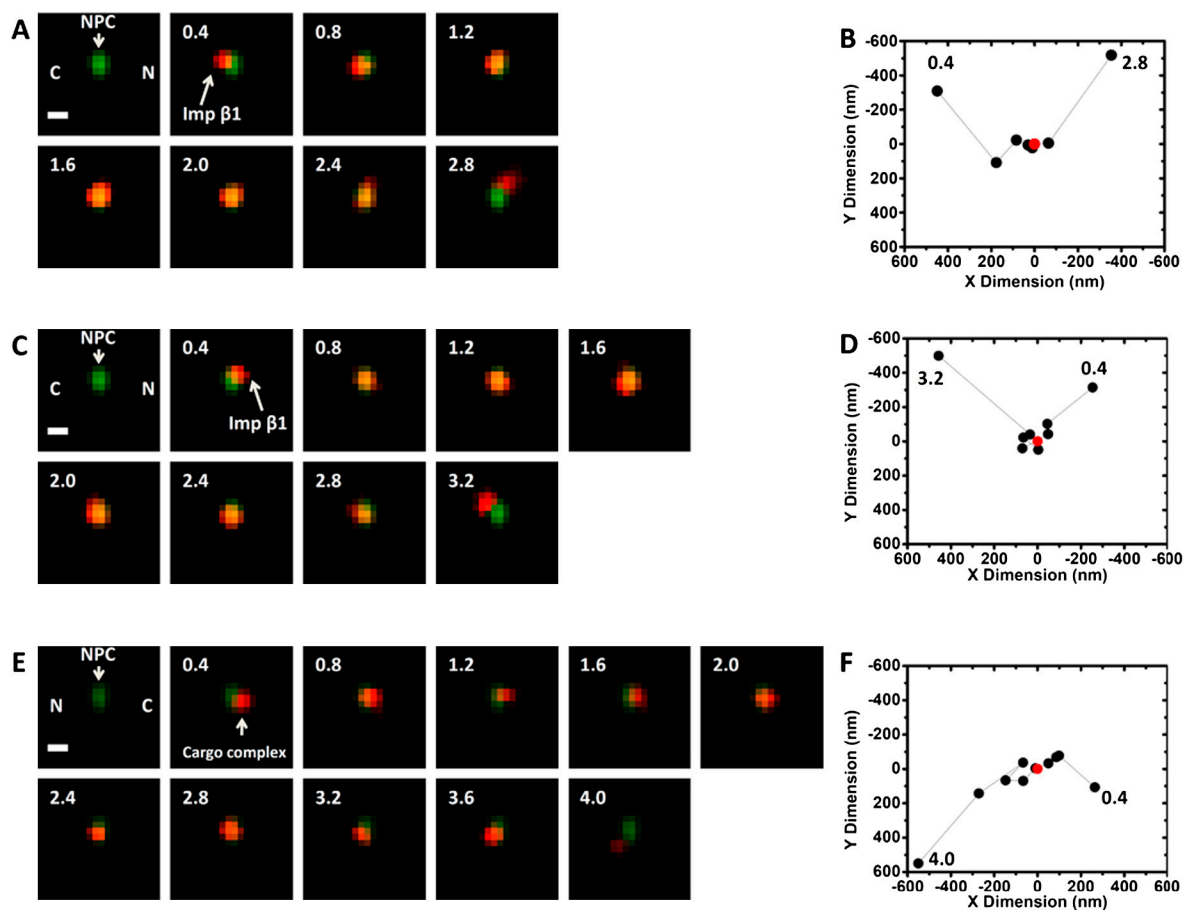 A
NPC
C
N
0.4
Imp β1
0.8
1.2
1.6
2.0
2.4
2.8
B
0.4
2.8
-600
-400
-200
0
200
400
600
Y Dimension (nm)
600 400 200 0 -200 -400 -600
X Dimension (nm)
C
NPC
C
N
0.4
Imp β1
0.8
1.2
1.6
2.0
2.4
2.8
3.2
D
3.2
0.4
-600
-400
-200
0
200
400
600
Y Dimension (nm)
600 400 200 0 -200 -400 -600
X Dimension (nm)
E
NPC
N
C
0.4
Cargo complex
0.8
1.2
1.6
2.0
2.4
2.8
3.2
3.6
4.0
F
0.4
4.0
-600
-400
-200
0
200
400
600
Y Dimension (nm)
-600 -400 -200 0 200 400 600
X Dimension (nm)